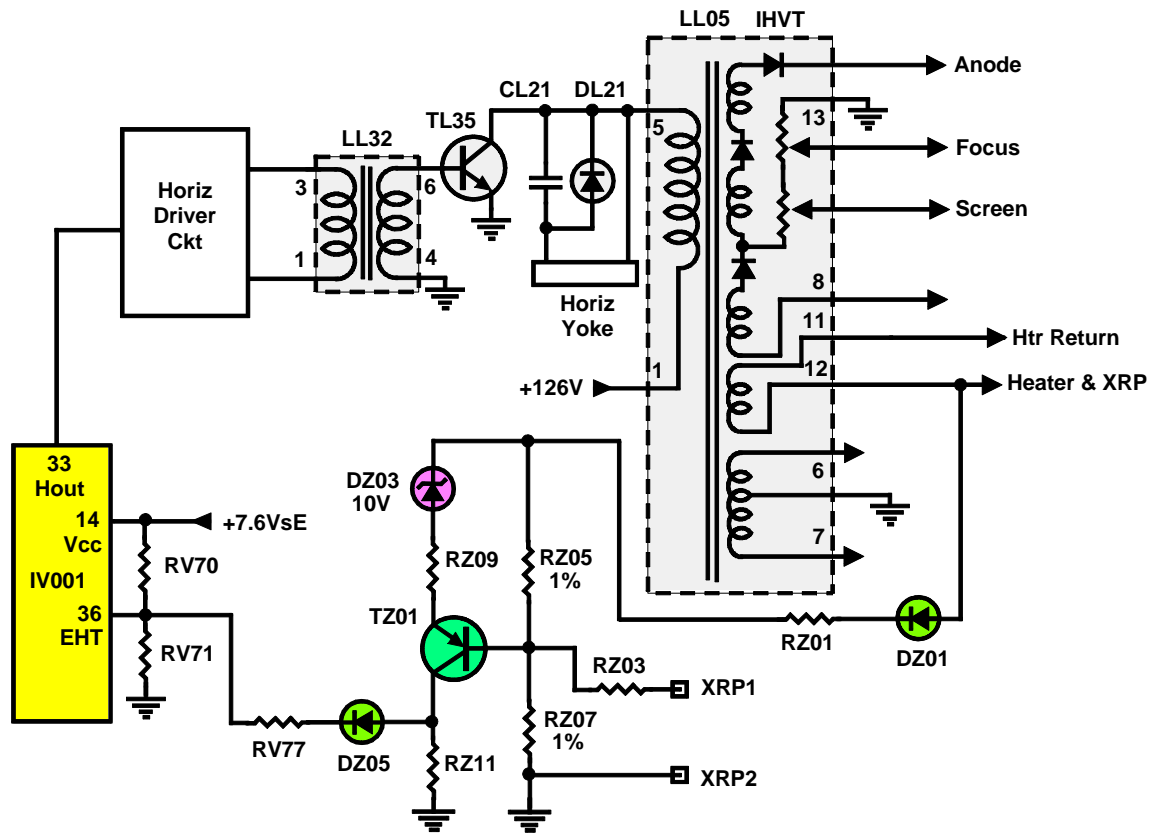 LL05 IHVT
CL21 DL21
Anode
TL35
5
13
LL32
Focus
Horiz
Driver
Ckt
3
6
Screen
1
4
8
Horiz
Yoke
11
Htr Return
1
12
+126V
Heater & XRP
33
Hout
DZ03
10V
6
14
Vcc
+7.6VsE
7
RV70
RZ09
RZ05
1%
IV001
36
EHT
TZ01
RV71
RZ01
DZ01
RZ03
XRP1
RZ07
1%
RV77
DZ05
RZ11
XRP2